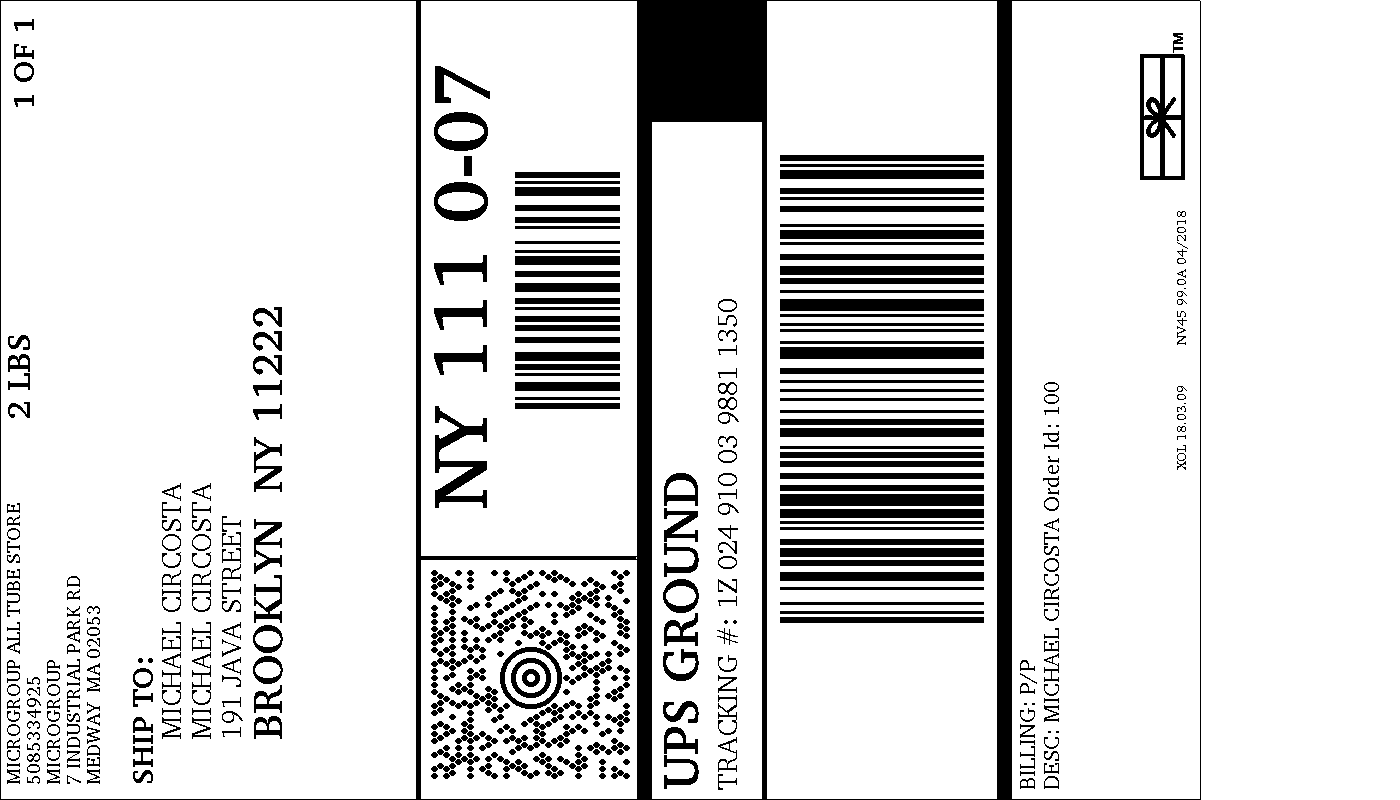 MICROGROUP ALL TUBE STORE 2 LBS 1 OF 1
5085334925
MICROGROUP
7 INDUSTRIAL PARK RD
MEDWAY MA 02053
SHIP TO:
MICHAEL CIRCOSTA
MICHAEL CIRCOSTA
191 JAVA STREET
BROOKLYN NY 11222
NY 111 0-07
UPS GROUND
TRACKING #: 1Z 024 910 03 9881 1350
BILLING: P/P
DESC: MICHAEL CIRCOSTA Order Id: 100
XOL 18.03.09 NV45 99.0A 04/2018
TM